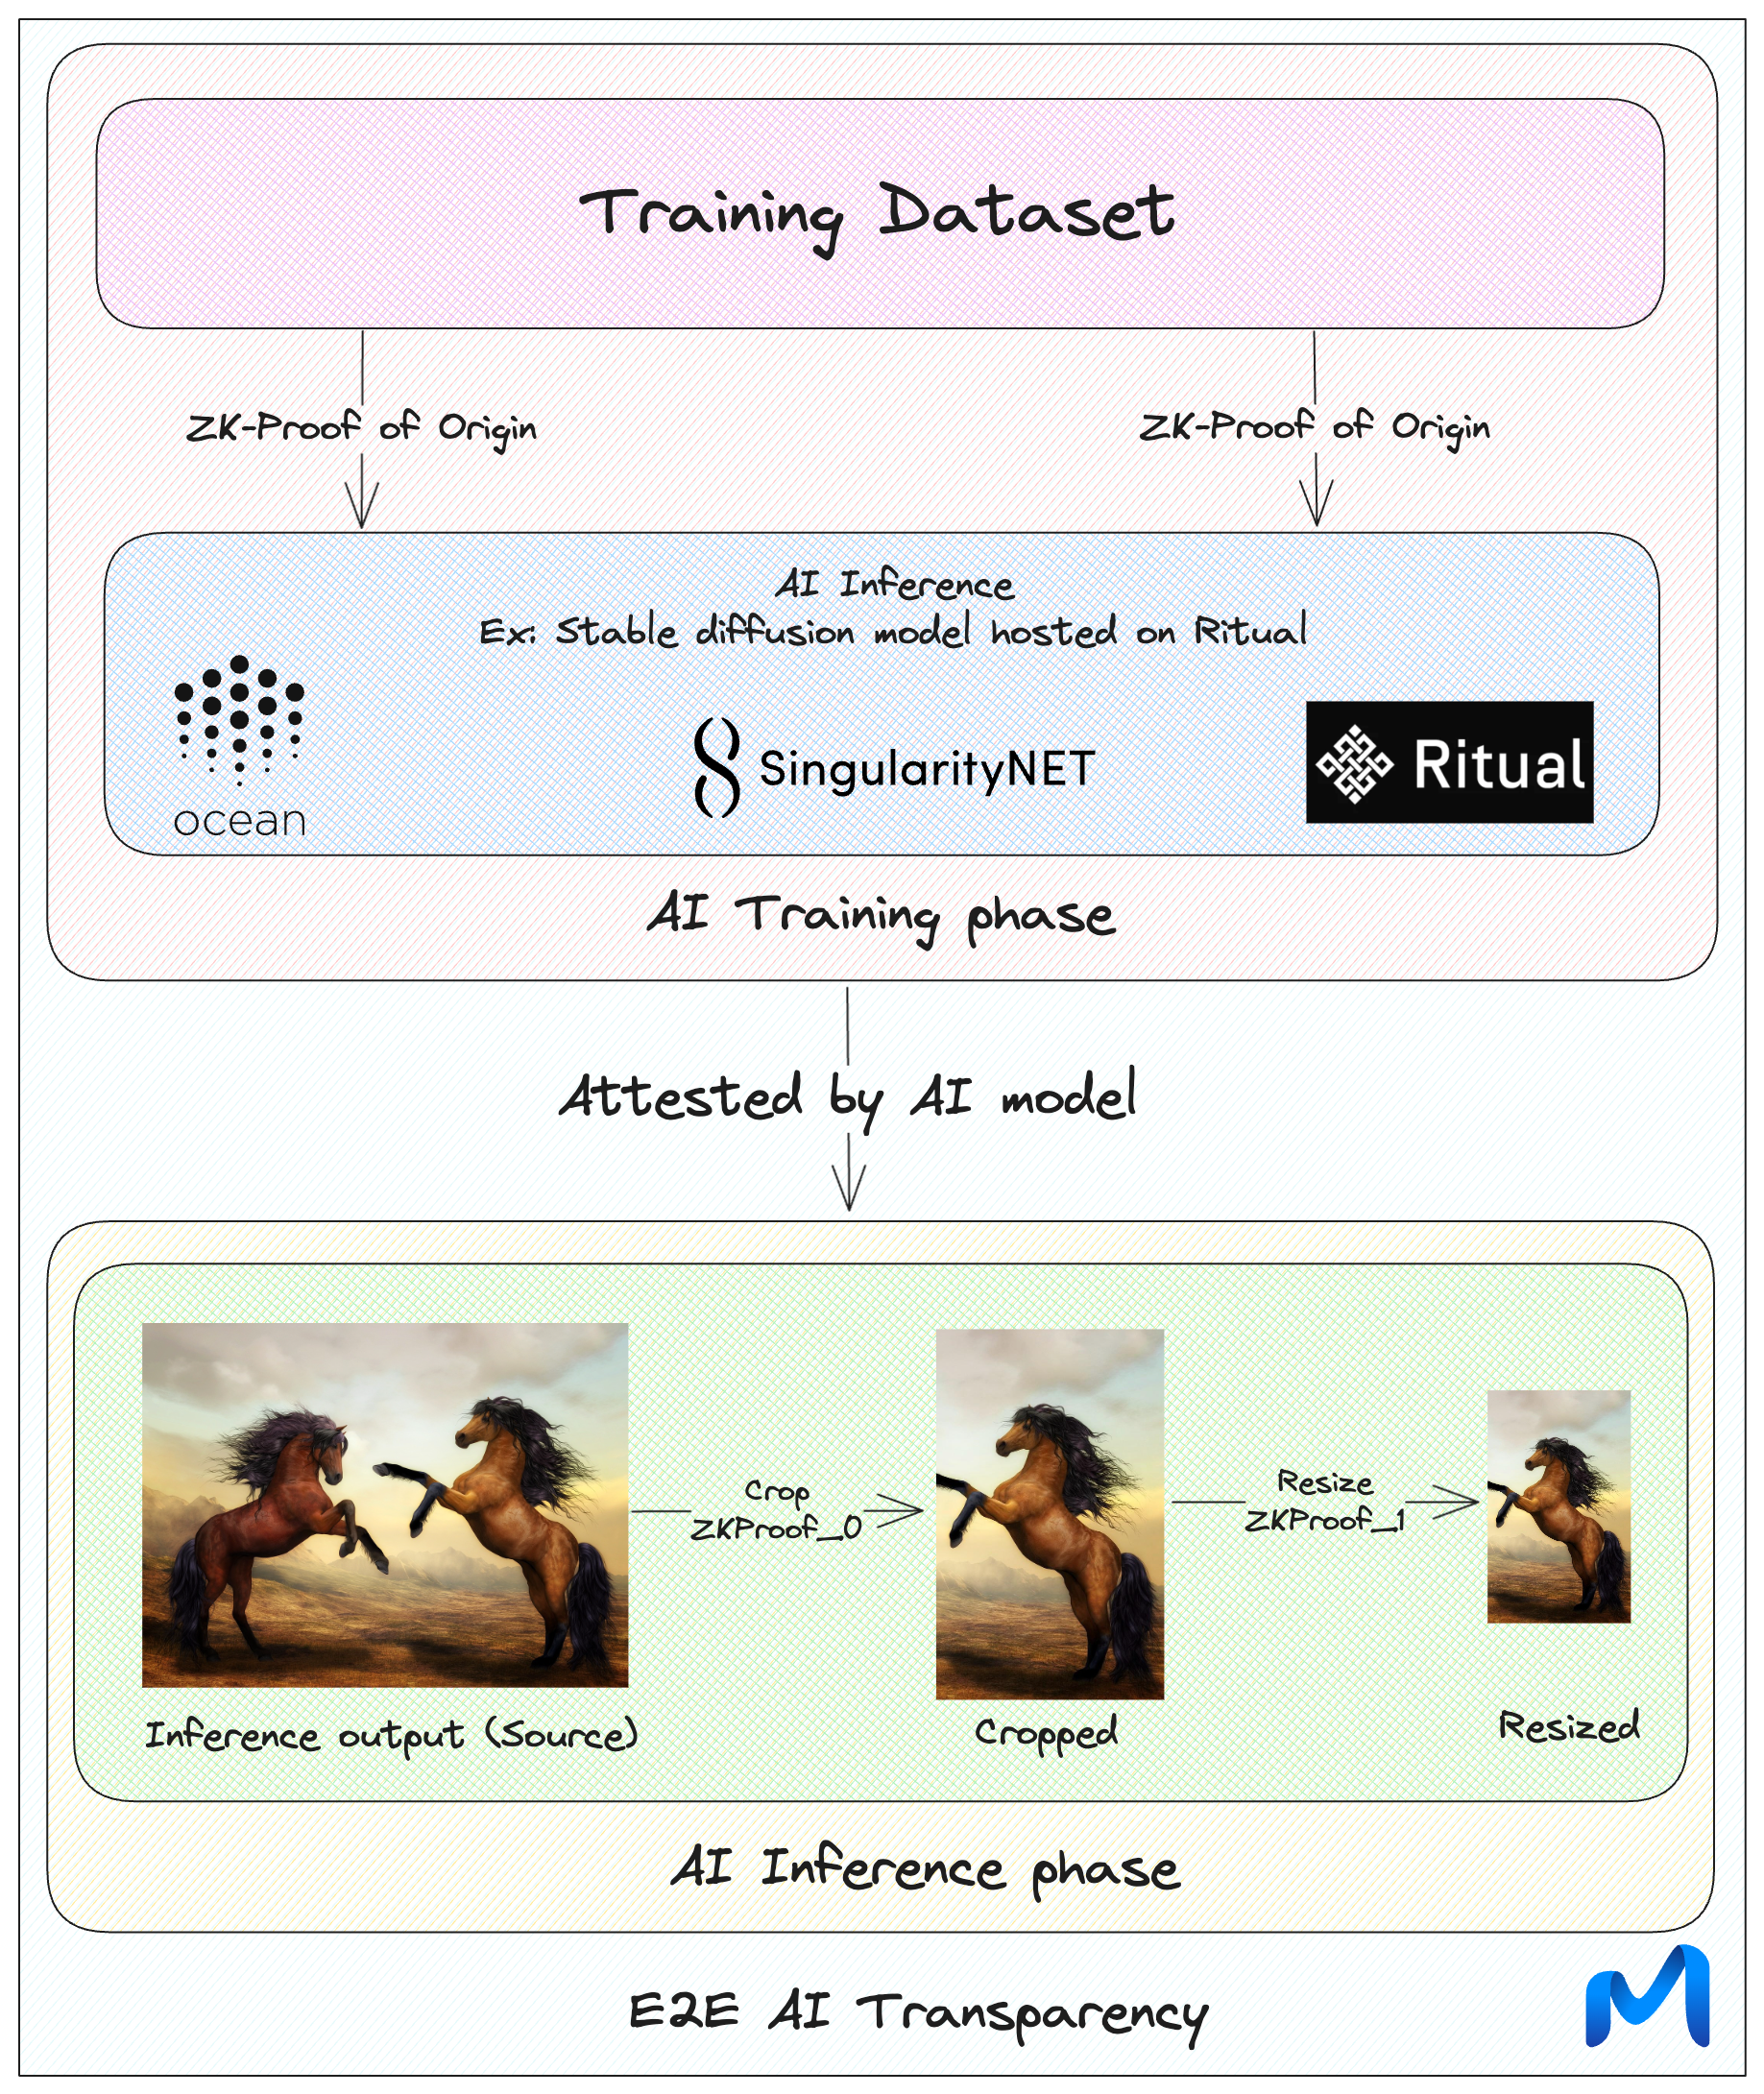 Training Dataset
ZK-Proof of Origin
ZK-Proof of Origin
AI Inference
Ex: Stable diffusion model hosted on Ritual
ocean
SingularityNET
Ritual
AI Training phase
Attested by AI model
Crop
ZKProof_0
Resize
ZKProof_1
Inference output (Source)
Cropped
Resized
AI Inference phase
E2E AI Transparency